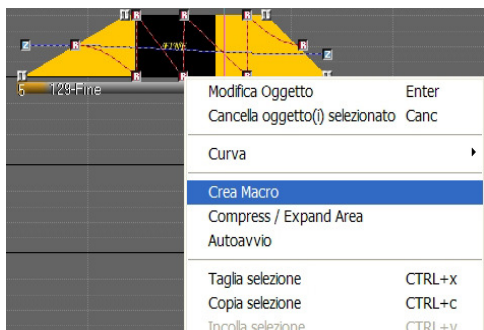 FINE
5 129-Fine
Modifica Oggetto Enter
Cancella oggetto(i) selezionato Canc
Curva
Crea Macro
Compress / Expand Area
Autoavvio
Taglia selezione CTRL+x
Copia selezione CTRL+c
Incolla selezione CTRL+v